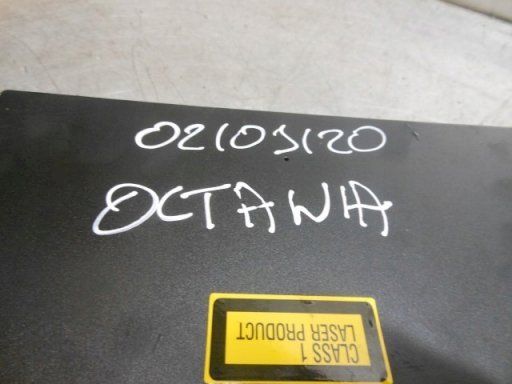 02103120
OCTAWIA
CLASS 1
LASER PRODUCT